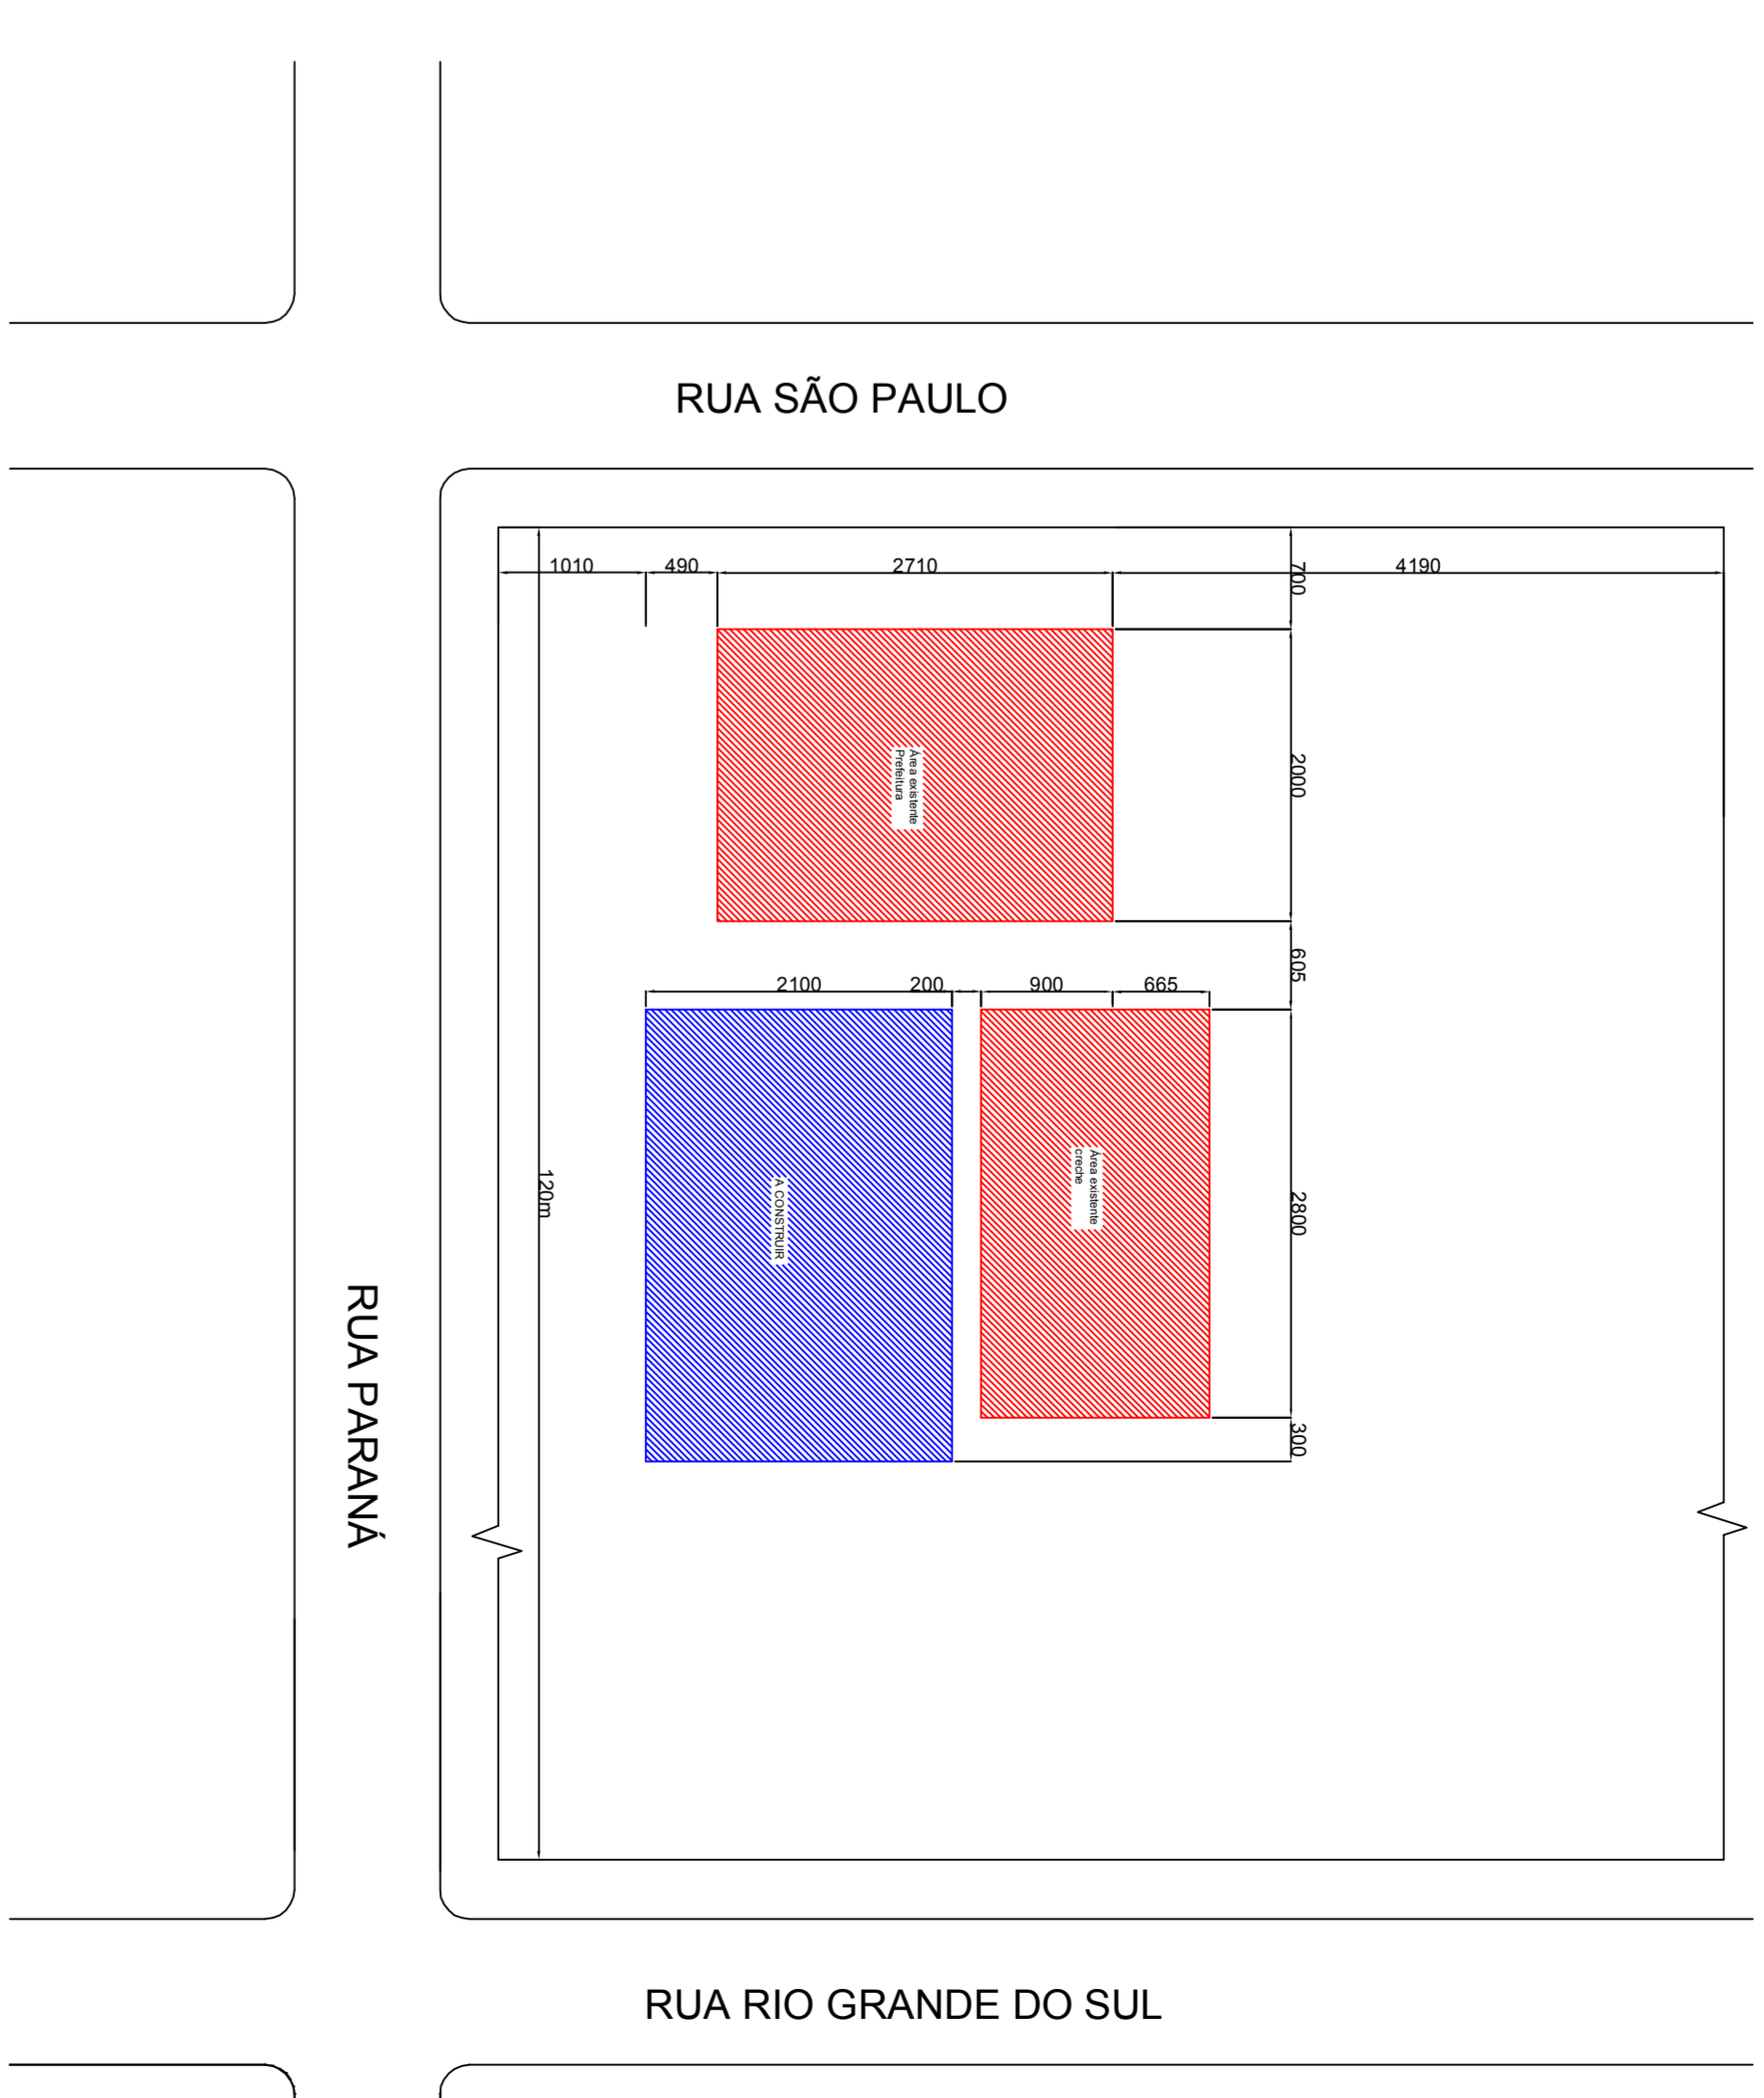 RUA SÃO PAULO
1010
490
2710
4190
700
Área existente
Prefeitura
2000
605
2100
200
900
665
Área existente
creche
A CONSTRUIR
2800
120m
300
RUA PARANÁ
RUA RIO GRANDE DO SUL